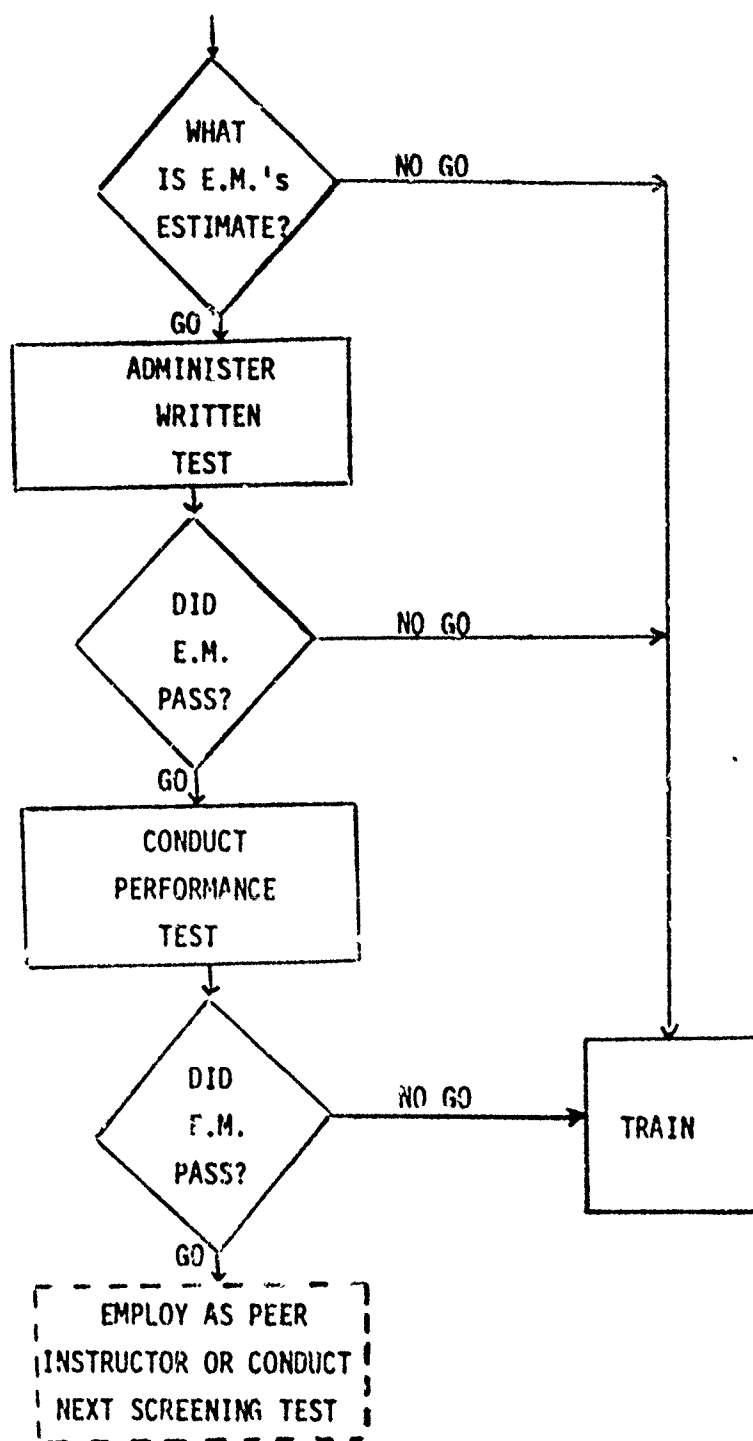 WHAT
IS E.M.'s
ESTIMATE?
NO GO
GO
ADMINISTER
WRITTEN
TEST
DID
E.M.
PASS?
NO GO
GO
CONDUCT
PERFORMANCE
TEST
DID
E.M.
PASS?
NO GO
TRAIN
GO
EMPLOY AS PEER
INSTRUCTOR OR CONDUCT
NEXT SCREENING TEST